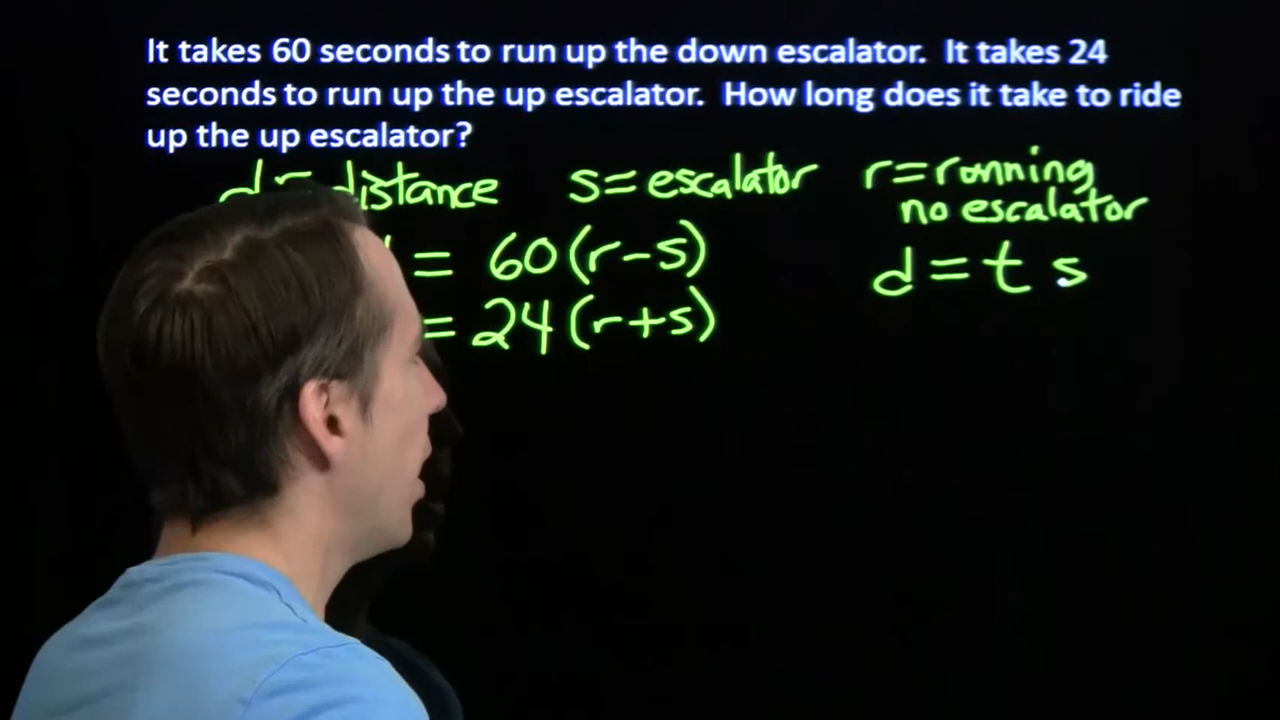 It takes 60 seconds to run up the down escalator. It takes 24
seconds to run up the up escalator. How long does it take to ride
up the up escalator?
d = distance s = escalator r = running
no escalator
= 60(r-s) d = t s
= 24(r+s)